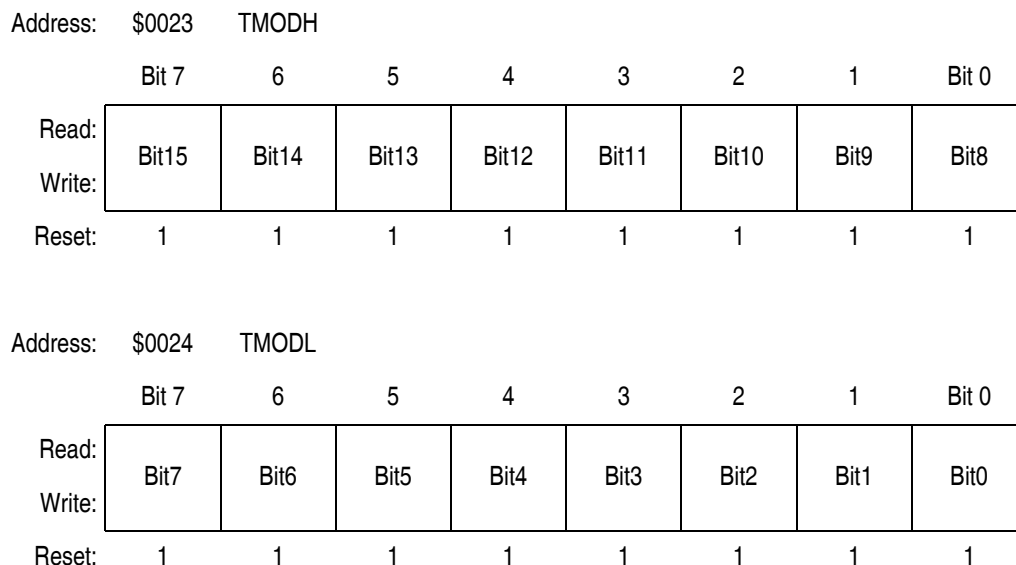 Address: $0023 TMODH
Bit 7 6 5 4 3 2 1 Bit 0
Read:
Bit15 Bit14 Bit13 Bit12 Bit11 Bit10 Bit9 Bit8
Write:
Reset: 1 1 1 1 1 1 1 1
Address: $0024 TMODL
Bit 7 6 5 4 3 2 1 Bit 0
Read:
Bit7 Bit6 Bit5 Bit4 Bit3 Bit2 Bit1 Bit0
Write:
Reset: 1 1 1 1 1 1 1 1